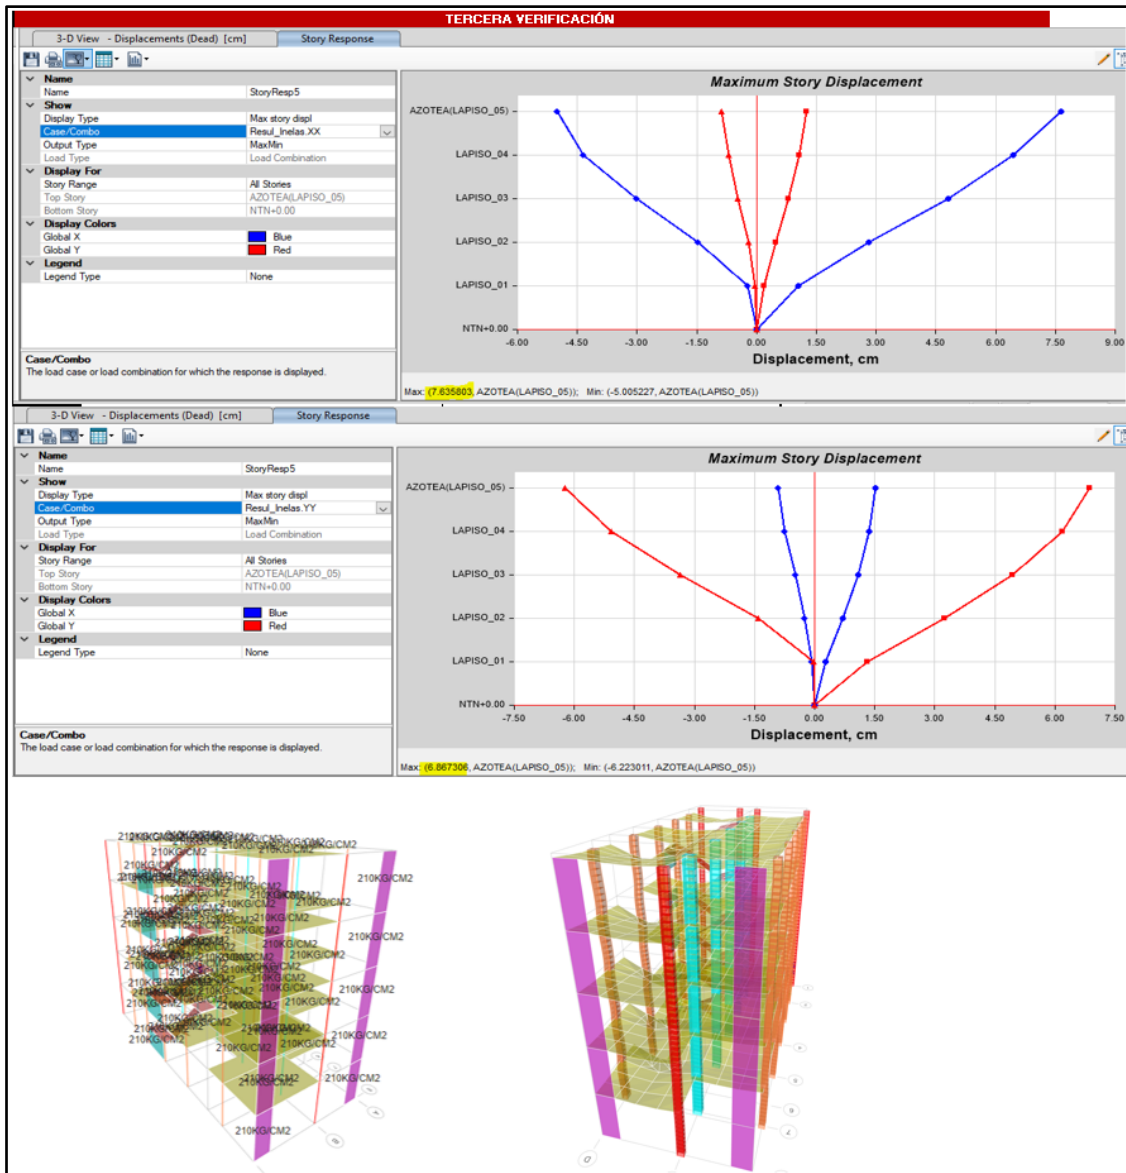 TERCERA VERIFICACIÓN
3-D View - Displacements (Dead) [cm]
Story Response
Name
Name StoryResp5
Show
Display Type Max story displ
Case/Combo Resul_Inelas.XX
Output Type MaxMin
Load Type Load Combination
Display For
Story Range All Stories
Top Story AZOTEA(LAPISO_05)
Bottom Story NTN+0.00
Display Colors
Global X Blue
Global Y Red
Legend
Legend Type None
Case/Combo
The load case or load combination for which the response is displayed.
Maximum Story Displacement
AZOTEA(LAPISO_05)
LAPISO_04
LAPISO_03
LAPISO_02
LAPISO_01
NTN+0.00
-6.00 -4.50 -3.00 -1.50 0.00 1.50 3.00 4.50 6.00 7.50 9.00
Displacement, cm
Max: (7.635803, AZOTEA(LAPISO_05)); Min: (-5.005227, AZOTEA(LAPISO_05))
3-D View - Displacements (Dead) [cm]
Story Response
Name
Name StoryResp5
Show
Display Type Max story displ
Case/Combo Resul_Inelas.YY
Output Type MaxMin
Load Type Load Combination
Display For
Story Range All Stories
Top Story AZOTEA(LAPISO_05)
Bottom Story NTN+0.00
Display Colors
Global X Blue
Global Y Red
Legend
Legend Type None
Case/Combo
The load case or load combination for which the response is displayed.
Maximum Story Displacement
AZOTEA(LAPISO_05)
LAPISO_04
LAPISO_03
LAPISO_02
LAPISO_01
NTN+0.00
-7.50 -6.00 -4.50 -3.00 -1.50 0.00 1.50 3.00 4.50 6.00 7.50
Displacement, cm
Max: (6.867306, AZOTEA(LAPISO_05)); Min: (-6.223011, AZOTEA(LAPISO_05))
210KG/CM2
210KG/CM2
210KG/CM2
210KG/CM2
210KG/CM2
210KG/CM2
210KG/CM2
210KG/CM2
210KG/CM2
210KG/CM2